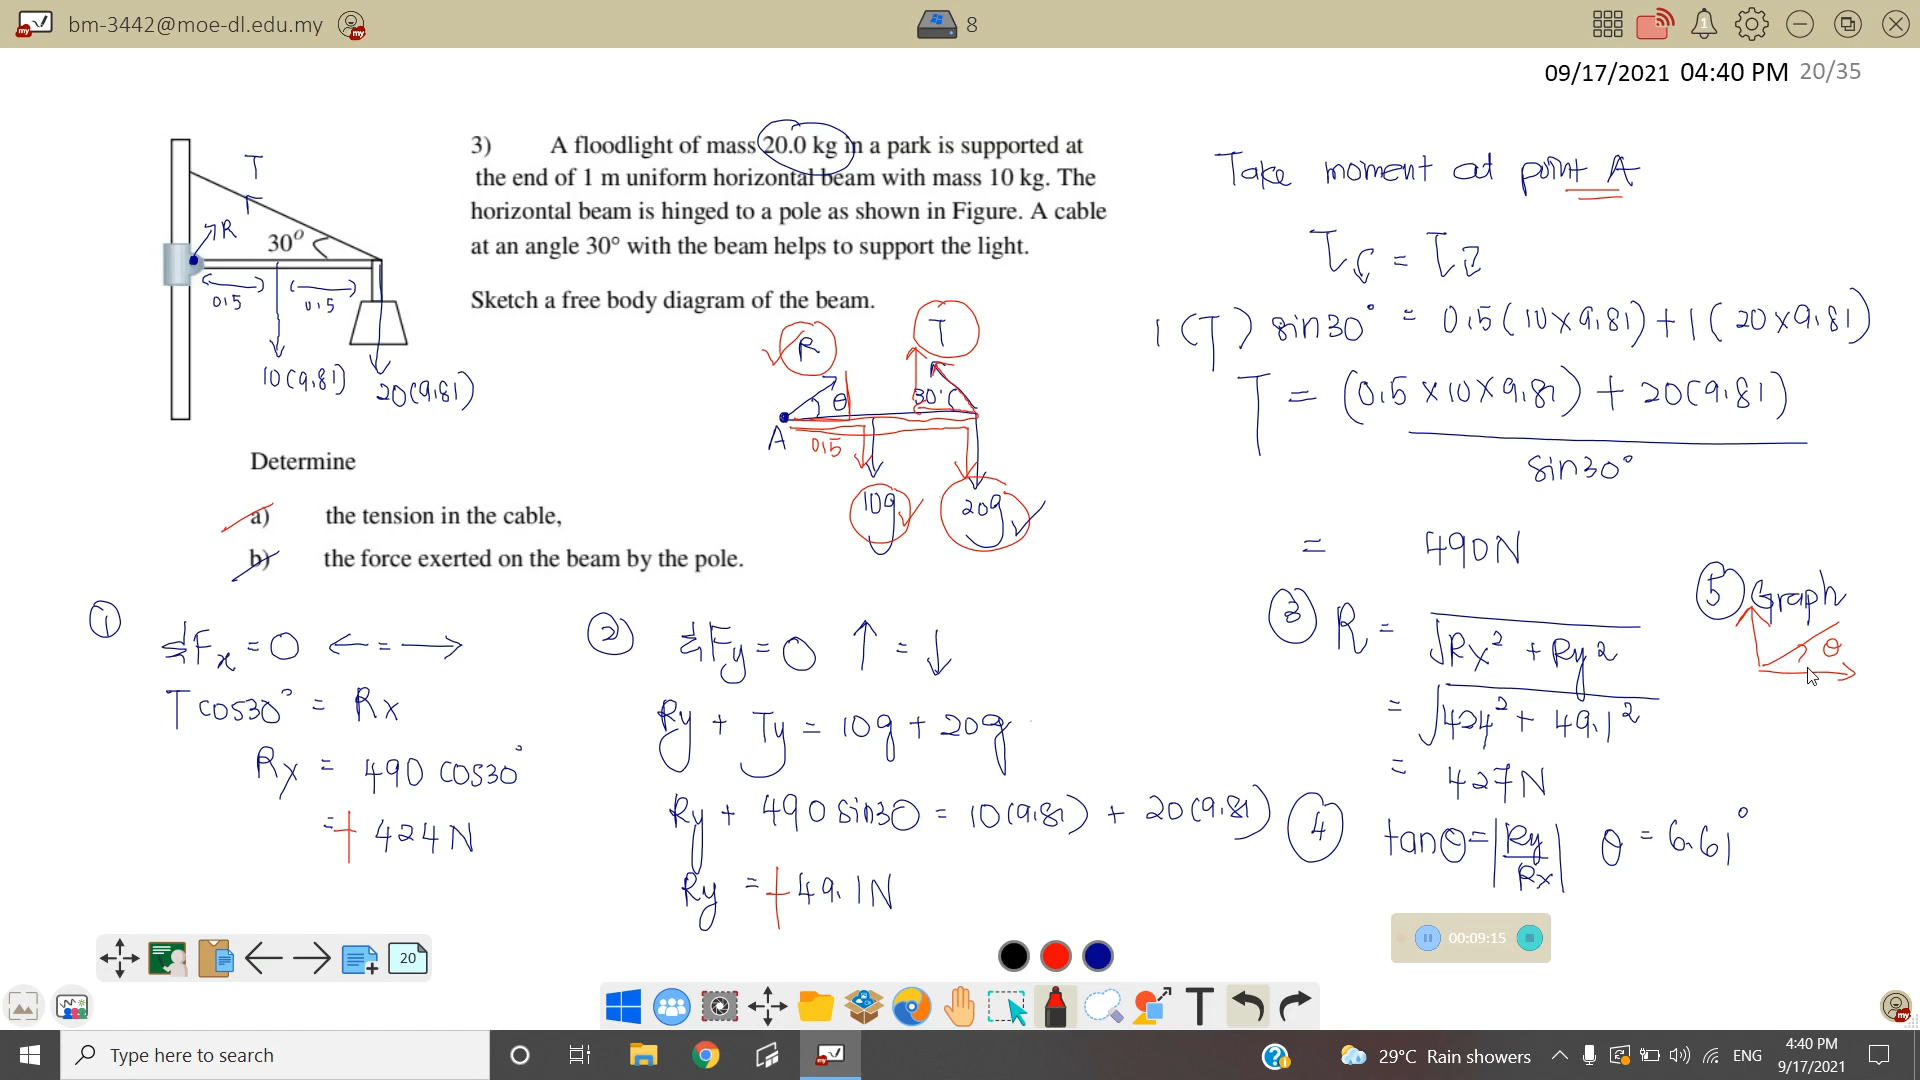 bm-3442@moe-dl.edu.my
8
1
09/17/2021 04:40 PM 20/35
3) A floodlight of mass 20.0 kg in a park is supported at
the end of 1 m uniform horizontal beam with mass 10 kg. The
horizontal beam is hinged to a pole as shown in Figure. A cable
at an angle 30° with the beam helps to support the light.
Sketch a free body diagram of the beam.
T
R
30°
0.5
0.5
10(9.81)
20(9.81)
R
T
θ
30°
A
0.5
10g
20g
Determine
a) the tension in the cable,
b) the force exerted on the beam by the pole.
Take moment at point A
τ = τ
1(T) sin30° = 0.5(10×9.81)+1(20×9.81)
T = (0.5×10×9.81)+20(9.81)
sin30°
= 490N
①
ΣFx = 0 ← = →
T cos30° = Rx
Rx = 490 cos30°
= + 424N
②
ΣFy = 0 ↑ = ↓
Ry + Ty = 10g + 20g
Ry + 490 sin30 = 10(9.81) + 20(9.81)
Ry = +49.1N
③ R = √Rx² + Ry²
= √424² + 49.1²
= 427N
④ tanθ = |Ry/Rx| θ = 6.61°
⑤ Graph
θ
00:09:15
20
T
Type here to search
29°C Rain showers
ENG
4:40 PM
9/17/2021